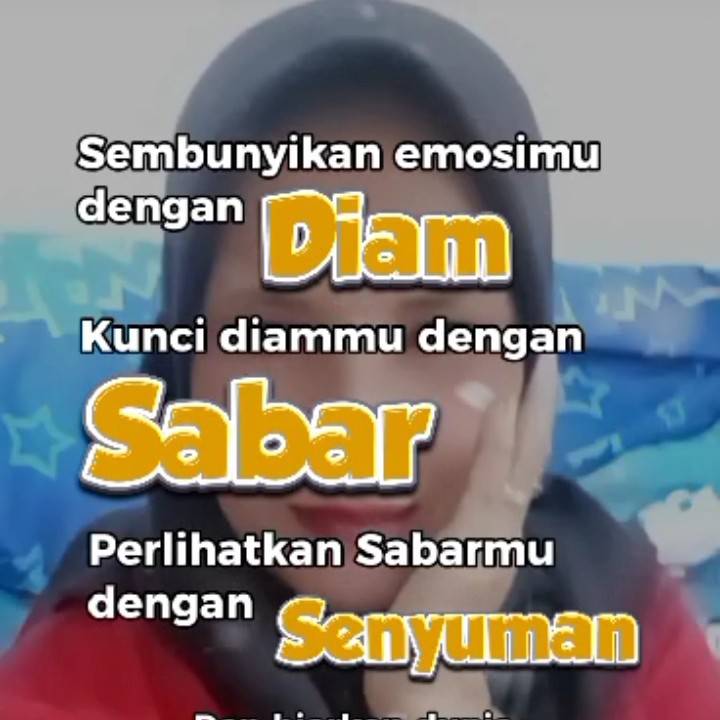 Sembunyikan emosimu
dengan Diam
Kunci diammu dengan
Sabar
Perlihatkan Sabarmu
dengan Senyuman